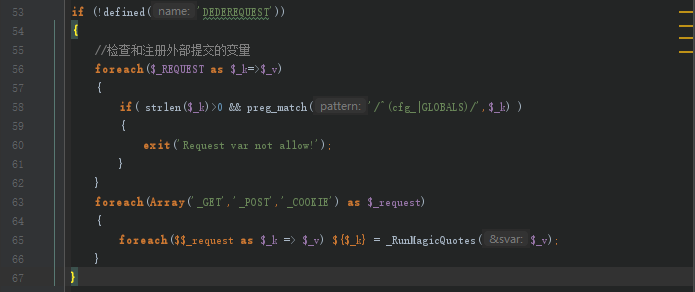 53 if (!defined( name: 'DEDEREQUEST'))
54 {
55 //检查和注册外部提交的变量
56 foreach($_REQUEST as $_k=>$_v)
57 {
58 if( strlen($_k)>0 && preg_match( pattern: '/^(cfg_|GLOBALS)/',$_k) )
59 {
60 exit('Request var not allow!');
61 }
62 }
63 foreach(Array('_GET','_POST','_COOKIE') as $_request)
64 {
65 foreach($$_request as $_k => $_v) ${$_k} = _RunMagicQuotes( &svar: $_v);
66 }
67 }